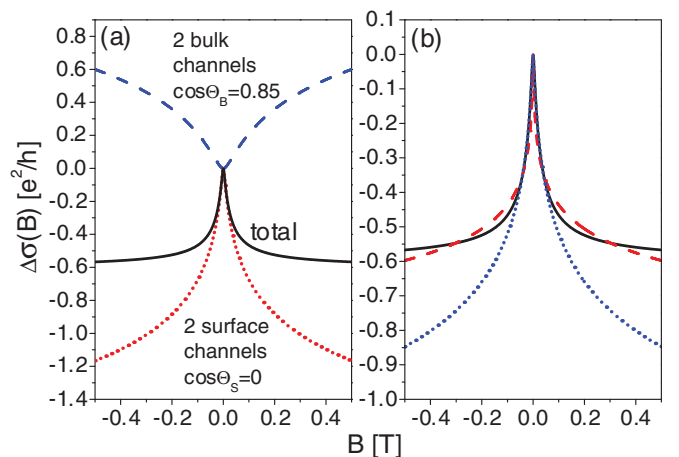 (a)
2 bulk
channels
cosΘ_B=0.85
total
2 surface
channels
cosΘ_S=0
0.8
0.6
0.4
0.2
0.0
-0.2
-0.4
-0.6
-0.8
-1.0
-1.2
-1.4
Δσ(B) [e²/h]
-0.4 -0.2 0.0 0.2 0.4
(b)
0.1
0.0
-0.1
-0.2
-0.3
-0.4
-0.5
-0.6
-0.7
-0.8
-0.9
-1.0
-0.4 -0.2 0.0 0.2 0.4
B [T]